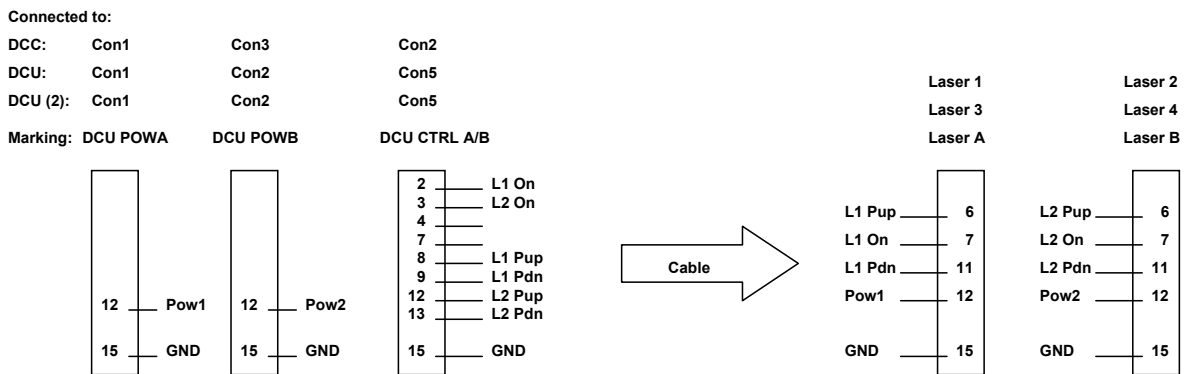 Connected to:
DCC: Con1 Con3 Con2
DCU: Con1 Con2 Con5
DCU (2): Con1 Con2 Con5
Marking: DCU POWA DCU POWB DCU CTRL A/B
12 Pow1
15 GND
12 Pow2
15 GND
2 L1 On
3 L2 On
4
7
8 L1 Pup
9 L1 Pdn
12 L2 Pup
13 L2 Pdn
15 GND
Cable
Laser 1
Laser 3
Laser A
L1 Pup 6
L1 On 7
L1 Pdn 11
Pow1 12
GND 15
Laser 2
Laser 4
Laser B
L2 Pup 6
L2 On 7
L2 Pdn 11
Pow2 12
GND 15